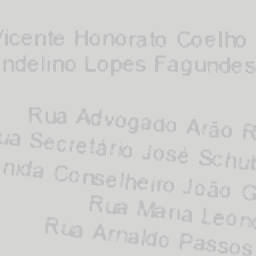 Vicente Honorato Coelho
ndelino Lopes Fagundes
Rua Advogado Arão R
ua Secretário José Schub
nida Conselheiro João G
Rua Maria Leono
Rua Arnaldo Passos